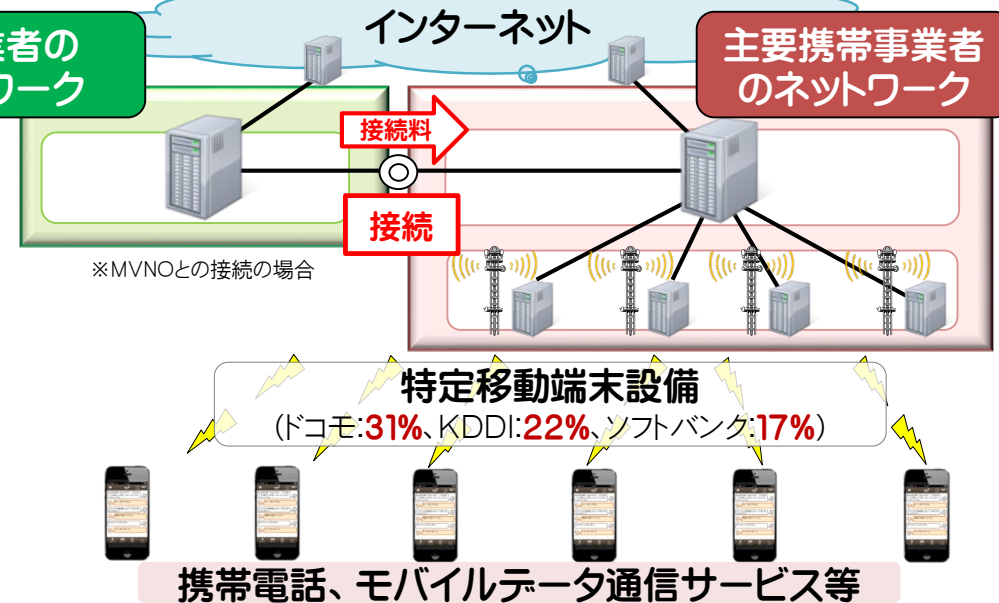 インターネット
業者の
ワーク
主要携帯事業者
のネットワーク
接続料
接続
※MVNOとの接続の場合
特定移動端末設備
(ドコモ:31%、KDDI:22%、ソフトバンク:17%)
携帯電話、モバイルデータ通信サービス等